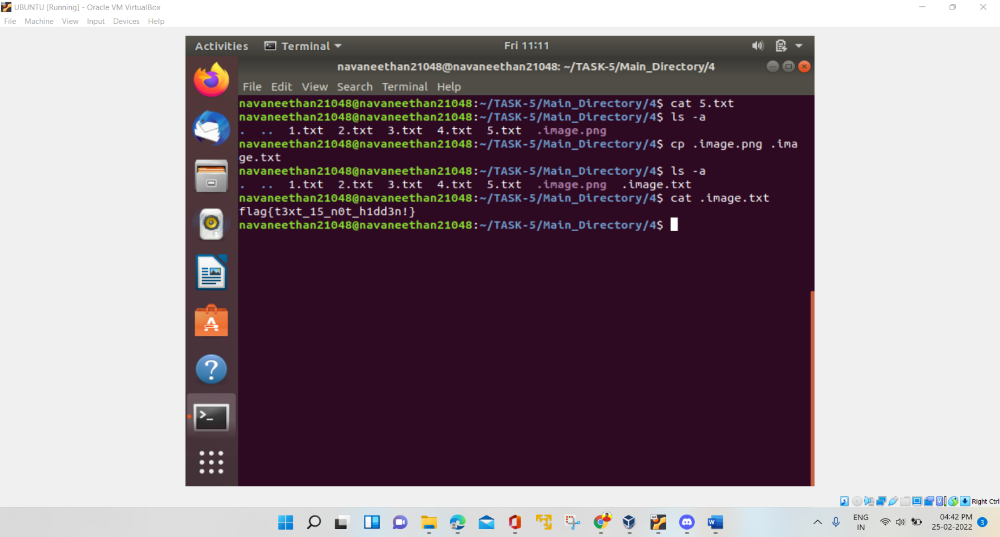 UBUNTU [Running] - Oracle VM VirtualBox
File Machine View Input Devices Help
Activities Terminal Fri 11:11
navaneethan21048@navaneethan21048: ~/TASK-5/Main_Directory/4
File Edit View Search Terminal Help
navaneethan21048@navaneethan21048:~/TASK-5/Main_Directory/4$ cat 5.txt
navaneethan21048@navaneethan21048:~/TASK-5/Main_Directory/4$ ls -a
. .. 1.txt 2.txt 3.txt 4.txt 5.txt .image.png
navaneethan21048@navaneethan21048:~/TASK-5/Main_Directory/4$ cp .image.png .ima
ge.txt
navaneethan21048@navaneethan21048:~/TASK-5/Main_Directory/4$ ls -a
. .. 1.txt 2.txt 3.txt 4.txt 5.txt .image.png .image.txt
navaneethan21048@navaneethan21048:~/TASK-5/Main_Directory/4$ cat .image.txt
flag{t3xt_15_n0t_h1dd3n!}
navaneethan21048@navaneethan21048:~/TASK-5/Main_Directory/4$
Right Ctrl
ENG
IN
04:42 PM
25-02-2022
3